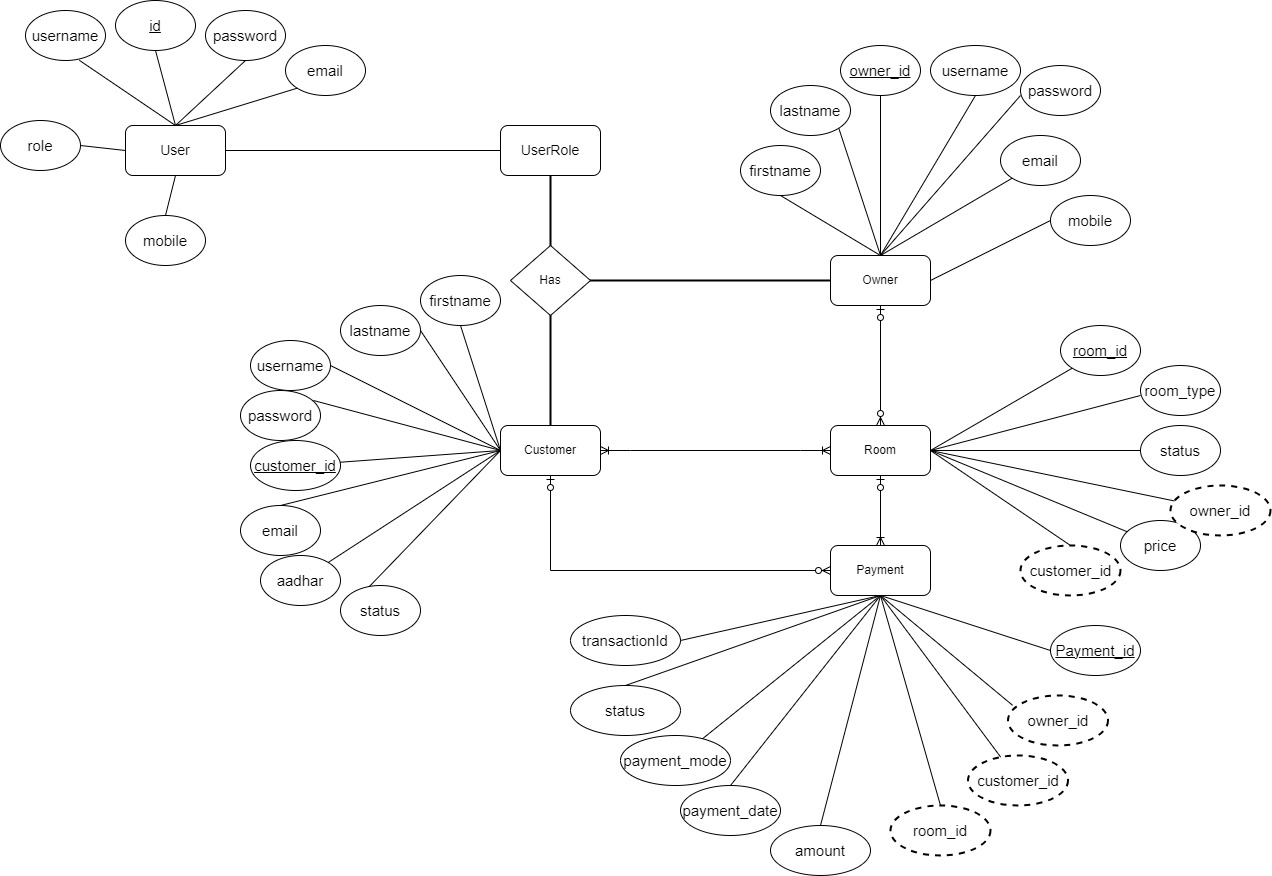 id
username
password
email
role
User
mobile
UserRole
owner_id
username
password
lastname
firstname
email
mobile
Has
Owner
firstname
lastname
username
password
customer_id
email
aadhar
status
Customer
Room
room_id
room_type
status
owner_id
price
customer_id
Payment
transactionId
status
payment_mode
payment_date
amount
room_id
customer_id
owner_id
Payment_id